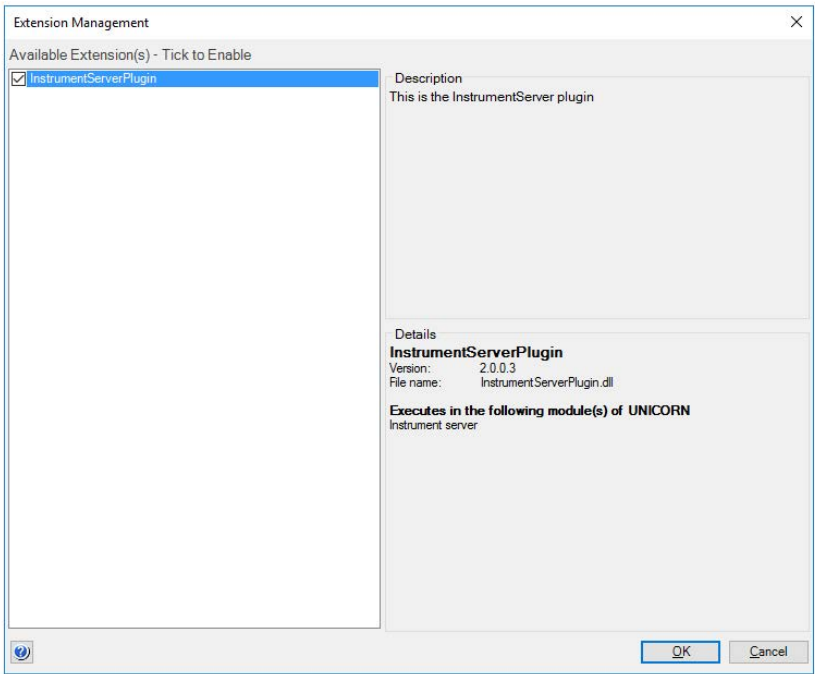 Extension Management
Available Extension(s) - Tick to Enable
InstrumentServerPlugin
Description
This is the InstrumentServer plugin
Details
InstrumentServerPlugin
Version: 2.0.0.3
File name: InstrumentServerPlugin.dll
Executes in the following module(s) of UNICORN
Instrument server
OK
Cancel